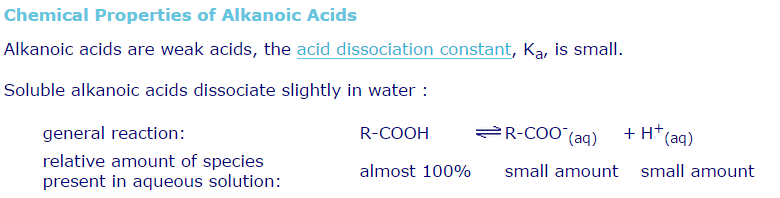 Chemical Properties of Alkanoic Acids
Alkanoic acids are weak acids, the acid dissociation constant, Kₐ, is small.
Soluble alkanoic acids dissociate slightly in water :
general reaction: R-COOH ⇌ R-COO⁻(aq) + H⁺(aq)
relative amount of species
present in aqueous solution: almost 100% small amount small amount